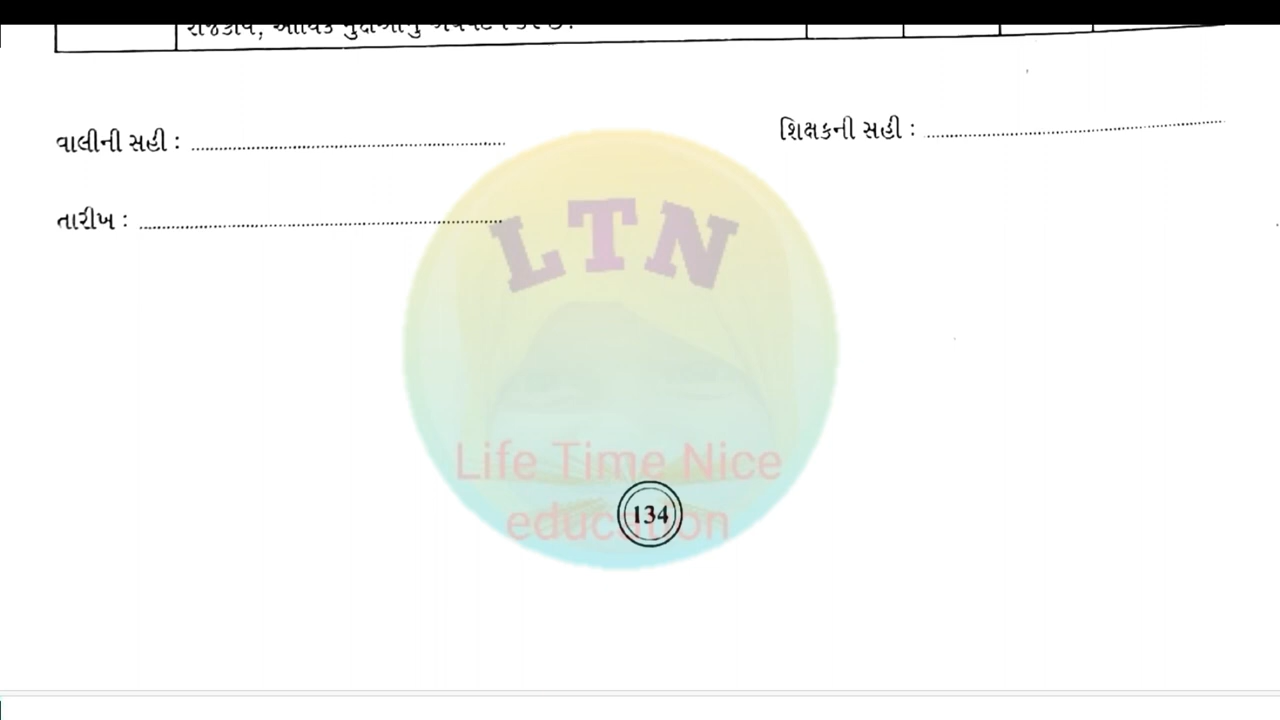 વાલીની સહી : ........................
શિક્ષકની સહી : ........................
તારીખ : ........................
LTN
Life Time Nice
education
134